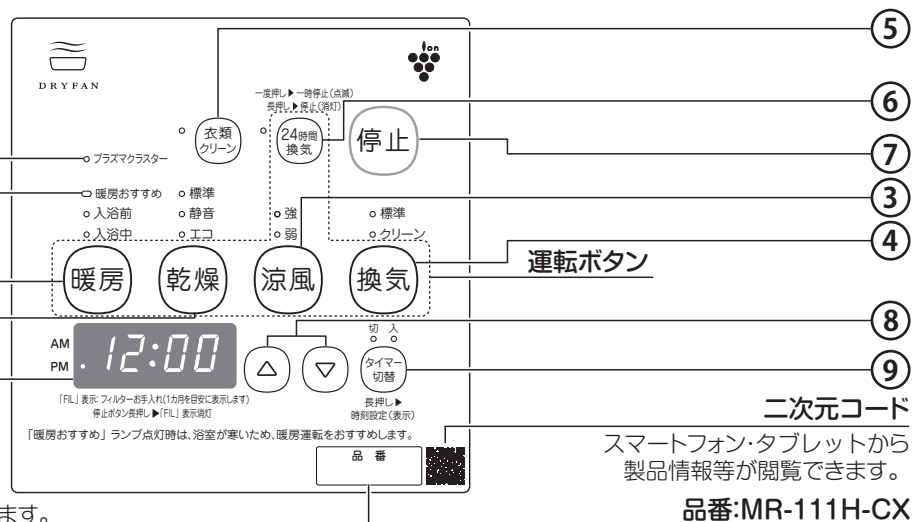 ⑤
ion
DRYFAN
一度押し▶一時停止(点滅)
長押し▶停止(消灯)
⑥
衣類
クリーン
24時間
換気
停止
⑦
プラズマクラスター
暖房おすすめ
標準
入浴前
静音
強
標準
③
入浴中
エコ
弱
クリーン
④
暖房
乾燥
涼風
換気
運転ボタン
切 入
⑧
AM
PM
12:00
△
▽
タイマー
切替
⑨
「FIL」表示:フィルターお手入れ(1カ月を目安に表示します)
停止ボタン長押し▶「FIL」表示消灯
長押し▶
時刻設定(表示)
「暖房おすすめ」ランプ点灯時は、浴室が寒いため、暖房運転をおすすめします。
品番
二次元コード
スマートフォン・タブレットから
製品情報等が閲覧できます。
品番:MR-111H-CX
ます。